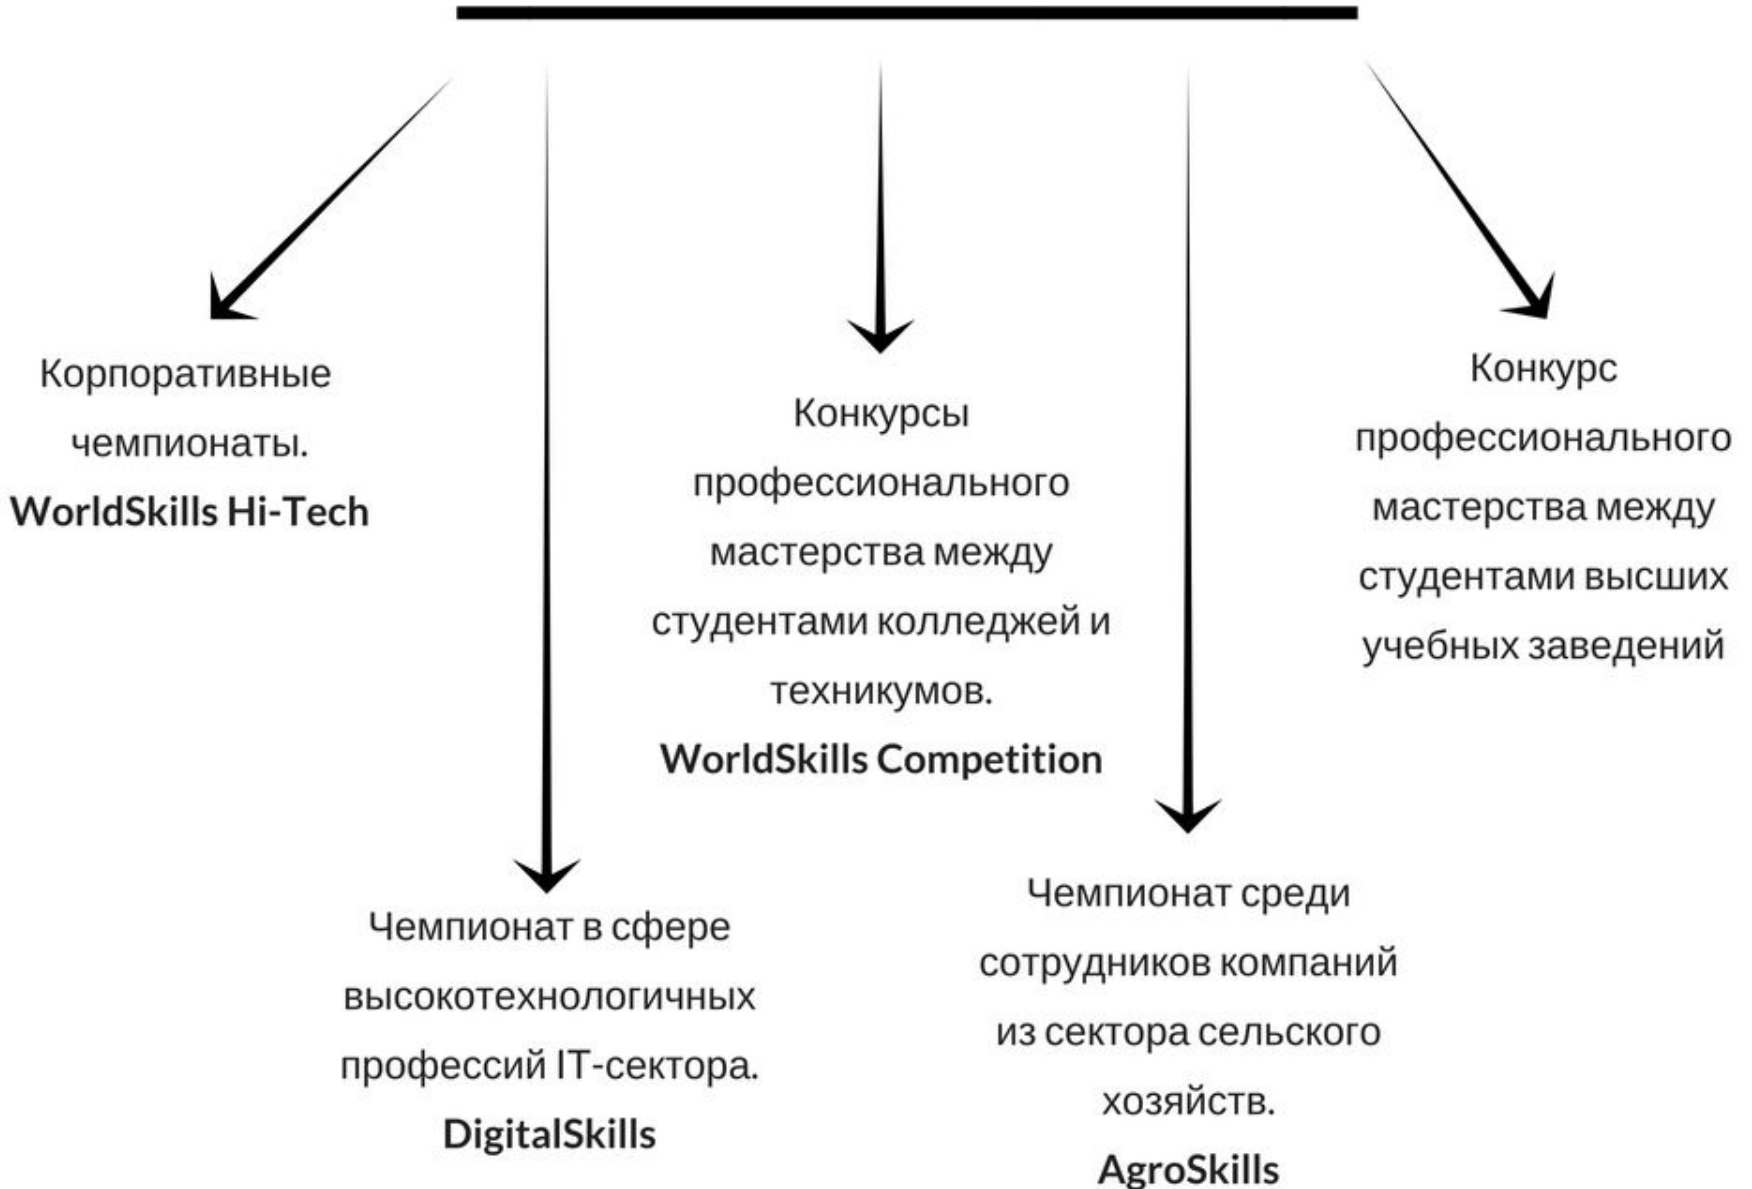 Корпоративные
чемпионаты.
WorldSkills Hi-Tech
Чемпионат в сфере
высокотехнологичных
профессий IT-сектора.
DigitalSkills
Конкурсы
профессионального
мастерства между
студентами колледжей и
техникумов.
WorldSkills Competition
Чемпионат среди
сотрудников компаний
из сектора сельского
хозяйств.
AgroSkills
Конкурс
профессионального
мастерства между
студентами высших
учебных заведений